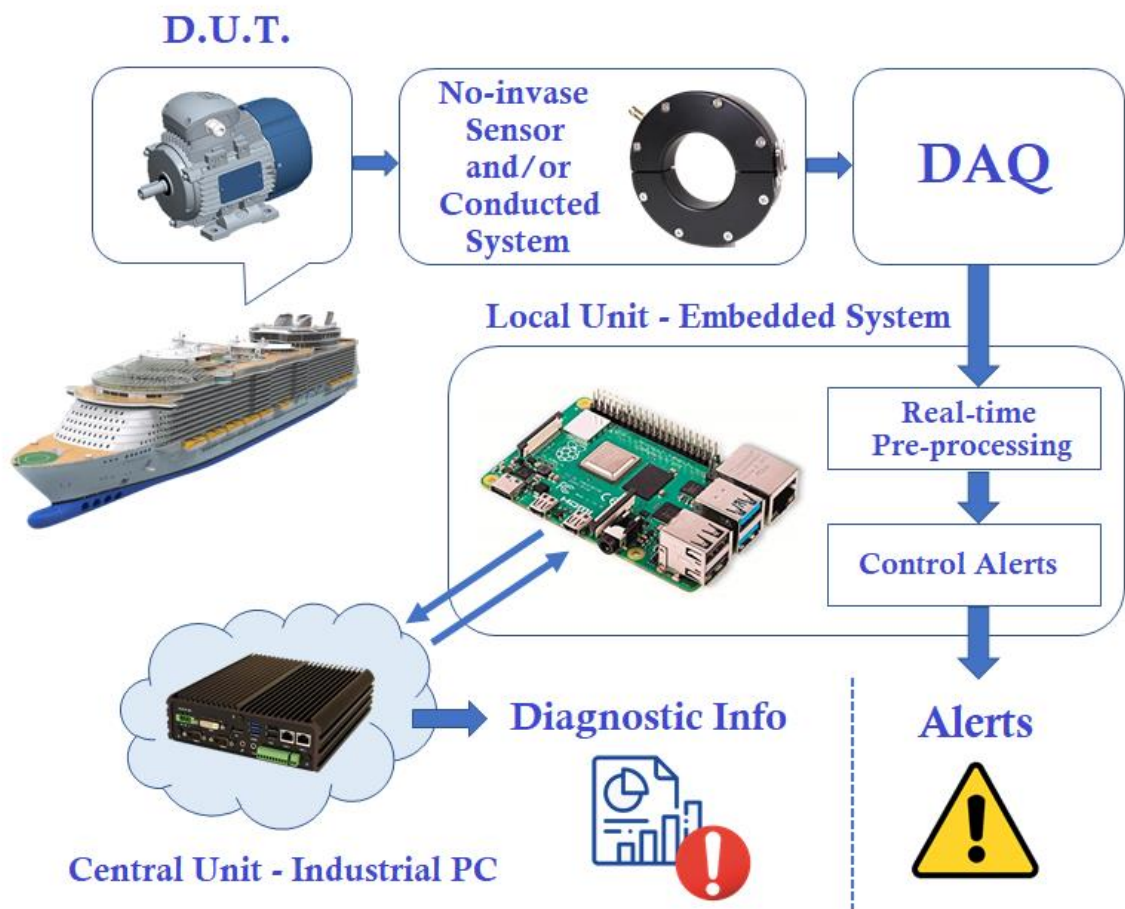 D.U.T.
No-invase
Sensor
and/or
Conducted
System
DAQ
Local Unit - Embedded System
Real-time
Pre-processing
Control Alerts
Diagnostic Info
Alerts
Central Unit - Industrial PC